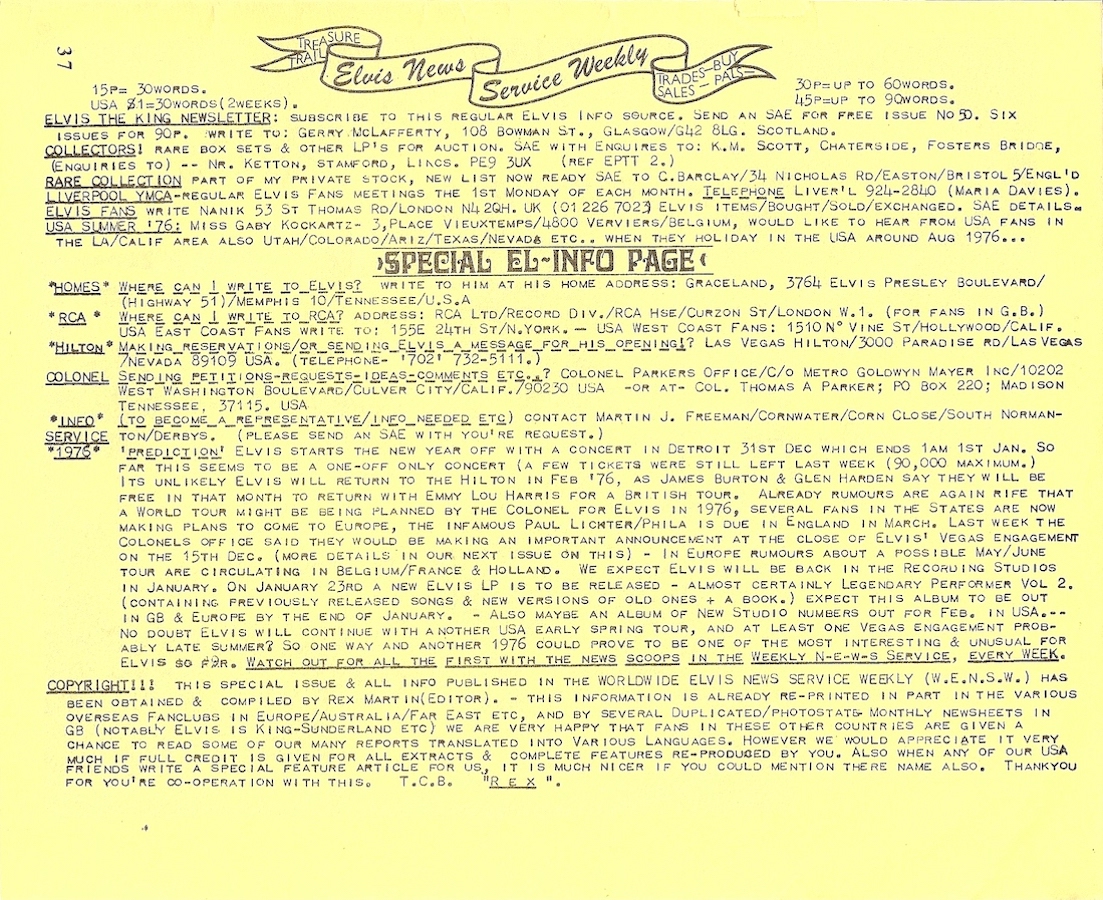 37
TREASURE
TRAIL
Elvis News
Service Weekly
TRADES-BUY
SALES-PALS-
15P= 30WORDS.
USA $1=30WORDS(2WEEKS).
30P=UP TO 60WORDS.
45P=UP TO 90WORDS.
ELVIS THE KING NEWSLETTER: SUBSCRIBE TO THIS REGULAR ELVIS INFO SOURCE. SEND AN SAE FOR FREE ISSUE NO50. SIX
ISSUES FOR 90P. WRITE TO: GERRY MCLAFFERTY, 108 BOWMAN ST., GLASGOW/G42 8LG. SCOTLAND.
COLLECTORS! RARE BOX SETS & OTHER LP'S FOR AUCTION. SAE WITH ENQUIRES TO: K.M. SCOTT, CHATERSIDE, FOSTERS BRIDGE,
(ENQUIRIES TO) -- NR. KETTON, STAMFORD, LINCS. PE9 3UX (REF EPTT 2.)
RARE COLLECTION PART OF MY PRIVATE STOCK, NEW LIST NOW READY SAE TO C.BARCLAY/34 NICHOLAS RD/EASTON/BRISTOL 5/ENGL'D
LIVERPOOL YMCA-REGULAR ELVIS FANS MEETINGS THE 1ST MONDAY OF EACH MONTH. TELEPHONE LIVER'L 924-2840 (MARIA DAVIES).
ELVIS FANS WRITE NANIK 53 ST THOMAS RD/LONDON N4 2QH. UK (01 226 7023) ELVIS ITEMS/BOUGHT/SOLD/EXCHANGED. SAE DETAILS.
USA SUMMER '76: MISS GABY KOCKARTZ- 3,PLACE VIEUXTEMPS/4800 VERVIERS/BELGIUM, WOULD LIKE TO HEAR FROM USA FANS IN
THE LA/CALIF AREA ALSO UTAH/COLORADO/ARIZ/TEXAS/NEVADA ETC.. WHEN THEY HOLIDAY IN THE USA AROUND AUG 1976...
SPECIAL EL-INFO PAGE
*HOMES* WHERE CAN I WRITE TO ELVIS? WRITE TO HIM AT HIS HOME ADDRESS: GRACELAND, 3764 ELVIS PRESLEY BOULEVARD/
(HIGHWAY 51)/MEMPHIS 10/TENNESSEE/U.S.A
*RCA * WHERE CAN I WRITE TO RCA? ADDRESS: RCA LTD/RECORD DIV./RCA HSE/CURZON ST/LONDON W.1. (FOR FANS IN G.B.)
USA EAST COAST FANS WRITE TO: 155E 24TH ST/N.YORK. - USA WEST COAST FANS: 1510 N° VINE ST/HOLLYWOOD/CALIF.
*HILTON* MAKING RESERVATIONS/OR SENDING ELVIS A MESSAGE FOR HIS OPENING!? LAS VEGAS HILTON/3000 PARADISE RD/LAS VEGAS
/NEVADA 89109 USA. (TELEPHONE- '702' 732-5111.)
COLONEL SENDING PETITIONS-REQUESTS-IDEAS-COMMENTS ETC..? COLONEL PARKERS OFFICE/C/O METRO GOLDWYN MAYER INC/10202
WEST WASHINGTON BOULEVARD/CULVER CITY/CALIF./90230 USA -OR AT- COL. THOMAS A PARKER; PO BOX 220; MADISON
TENNESSEE, 37115. USA
*INFO* (TO BECOME A REPRESENTATIVE/INFO NEEDED ETC) CONTACT MARTIN J. FREEMAN/CORNWATER/CORN CLOSE/SOUTH NORMAN-
SERVICE TON/DERBYS. (PLEASE SEND AN SAE WITH YOU'RE REQUEST.)
*1976* 'PREDICTION' ELVIS STARTS THE NEW YEAR OFF WITH A CONCERT IN DETROIT 31ST DEC WHICH ENDS 1AM 1ST JAN. SO
FAR THIS SEEMS TO BE A ONE-OFF ONLY CONCERT (A FEW TICKETS WERE STILL LEFT LAST WEEK (90,000 MAXIMUM.)
ITS UNLIKELY ELVIS WILL RETURN TO THE HILTON IN FEB '76, AS JAMES BURTON & GLEN HARDEN SAY THEY WILL BE
FREE IN THAT MONTH TO RETURN WITH EMMY LOU HARRIS FOR A BRITISH TOUR. ALREADY RUMOURS ARE AGAIN RIFE THAT
A WORLD TOUR MIGHT BE BEING PLANNED BY THE COLONEL FOR ELVIS IN 1976, SEVERAL FANS IN THE STATES ARE NOW
MAKING PLANS TO COME TO EUROPE, THE INFAMOUS PAUL LICHTER/PHILA IS DUE IN ENGLAND IN MARCH. LAST WEEK THE
COLONELS OFFICE SAID THEY WOULD BE MAKING AN IMPORTANT ANNOUNCEMENT AT THE CLOSE OF ELVIS' VEGAS ENGAGEMENT
ON THE 15TH DEC. (MORE DETAILS IN OUR NEXT ISSUE ON THIS) - IN EUROPE RUMOURS ABOUT A POSSIBLE MAY/JUNE
TOUR ARE CIRCULATING IN BELGIUM/FRANCE & HOLLAND. WE EXPECT ELVIS WILL BE BACK IN THE RECORDING STUDIOS
IN JANUARY. ON JANUARY 23RD A NEW ELVIS LP IS TO BE RELEASED - ALMOST CERTAINLY LEGENDARY PERFORMER VOL 2.
(CONTAINING PREVIOUSLY RELEASED SONGS & NEW VERSIONS OF OLD ONES + A BOOK.) EXPECT THIS ALBUM TO BE OUT
IN GB & EUROPE BY THE END OF JANUARY. - ALSO MAYBE AN ALBUM OF NEW STUDIO NUMBERS OUT FOR FEB. IN USA.--
NO DOUBT ELVIS WILL CONTINUE WITH ANOTHER USA EARLY SPRING TOUR, AND AT LEAST ONE VEGAS ENGAGEMENT PROB-
ABLY LATE SUMMER? SO ONE WAY AND ANOTHER 1976 COULD PROVE TO BE ONE OF THE MOST INTERESTING & UNUSUAL FOR
ELVIS SO FAR. WATCH OUT FOR ALL THE FIRST WITH THE NEWS SCOOPS IN THE WEEKLY N-E-W-S SERVICE, EVERY WEEK.
COPYRIGHT!!! THIS SPECIAL ISSUE & ALL INFO PUBLISHED IN THE WORLDWIDE ELVIS NEWS SERVICE WEEKLY (W.E.N.S.W.) HAS
BEEN OBTAINED & COMPILED BY REX MARTIN(EDITOR). - THIS INFORMATION IS ALREADY RE-PRINTED IN PART IN THE VARIOUS
OVERSEAS FANCLUBS IN EUROPE/AUSTRALIA/FAR EAST ETC, AND BY SEVERAL DUPLICATED/PHOTOSTATE MONTHLY NEWSHEETS IN
GB (NOTABLY ELVIS IS KING-SUNDERLAND ETC) WE ARE VERY HAPPY THAT FANS IN THESE OTHER COUNTRIES ARE GIVEN A
CHANCE TO READ SOME OF OUR MANY REPORTS TRANSLATED INTO VARIOUS LANGUAGES. HOWEVER WE WOULD APPRECIATE IT VERY
MUCH IF FULL CREDIT IS GIVEN FOR ALL EXTRACTS & COMPLETE FEATURES RE-PRODUCED BY YOU. ALSO WHEN ANY OF OUR USA
FRIENDS WRITE A SPECIAL FEATURE ARTICLE FOR US, IT IS MUCH NICER IF YOU COULD MENTION THERE NAME ALSO. THANKYOU
FOR YOU'RE CO-OPERATION WITH THIS. T.C.B. "R E X".